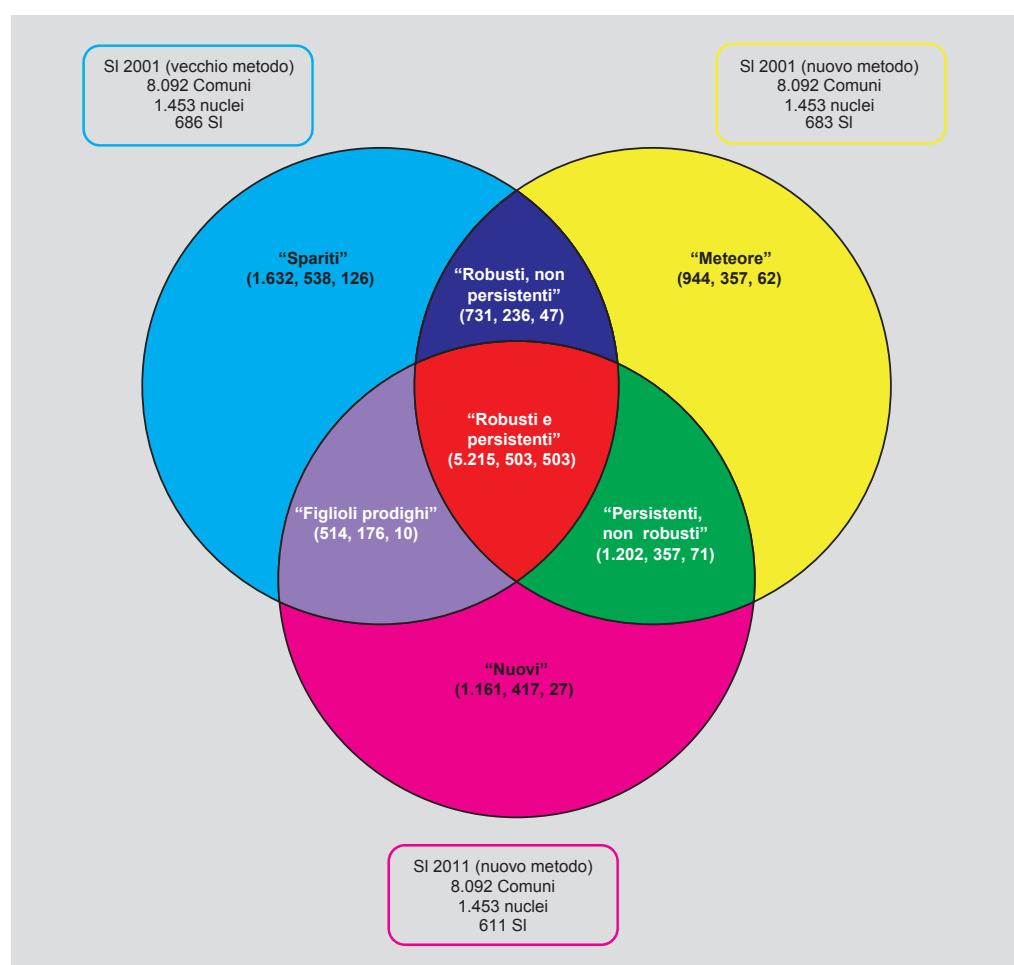 SI 2001 (vecchio metodo)
8.092 Comuni
1.453 nuclei
686 SI
SI 2001 (nuovo metodo)
8.092 Comuni
1.453 nuclei
683 SI
“Spariti”
(1.632, 538, 126)
“Robusti, non
persistenti”
(731, 236, 47)
“Meteore”
(944, 357, 62)
“Robusti e
persistenti”
(5.215, 503, 503)
“Figlioli prodighi”
(514, 176, 10)
“Persistenti,
non robusti”
(1.202, 357, 71)
“Nuovi”
(1.161, 417, 27)
SI 2011 (nuovo metodo)
8.092 Comuni
1.453 nuclei
611 SI